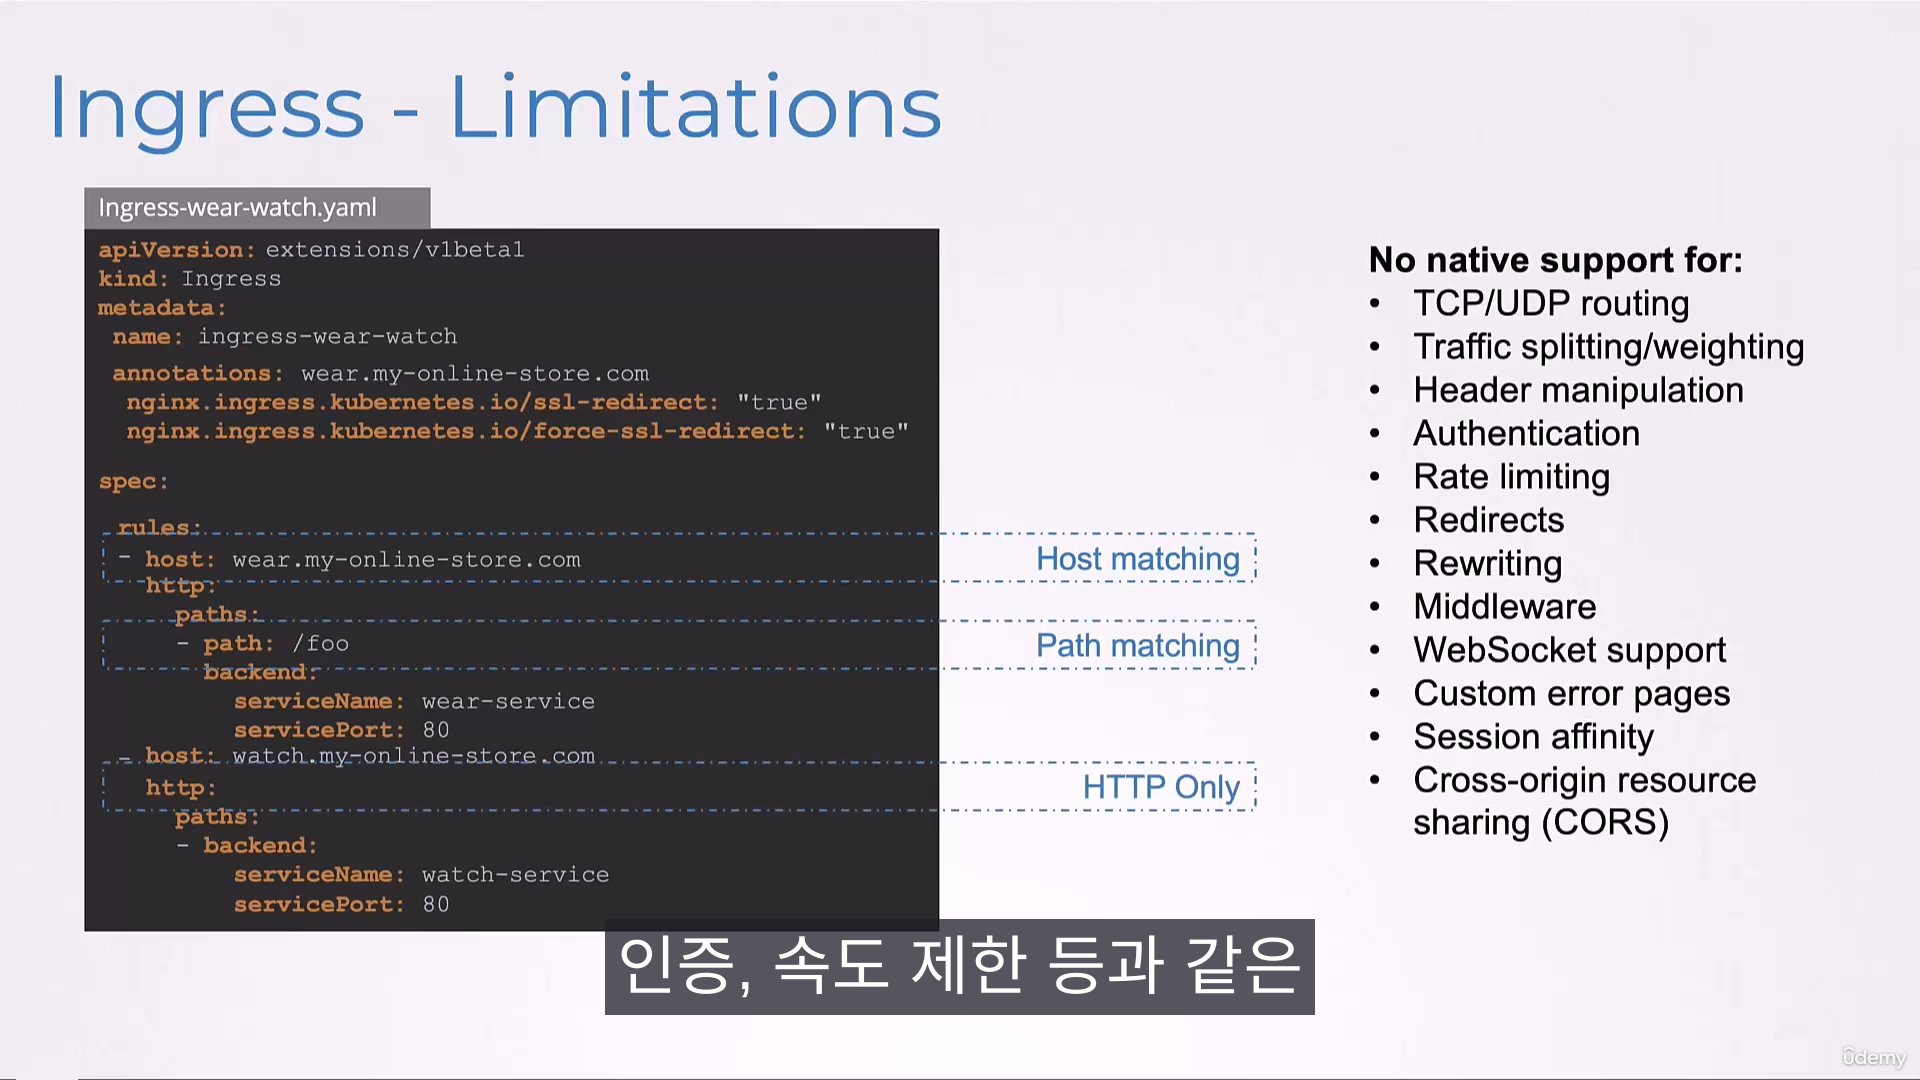 Ingress - Limitations
Ingress-wear-watch.yaml
apiVersion: extensions/v1beta1
kind: Ingress
metadata:
name: ingress-wear-watch
annotations: wear.my-online-store.com
nginx.ingress.kubernetes.io/ssl-redirect: "true"
nginx.ingress.kubernetes.io/force-ssl-redirect: "true"
spec:
rules:
- host: wear.my-online-store.com
http:
paths:
- path: /foo
backend:
serviceName: wear-service
servicePort: 80
- host: watch.my-online-store.com
http:
paths:
- backend:
serviceName: watch-service
servicePort: 80
Host matching
Path matching
HTTP Only
No native support for:
• TCP/UDP routing
• Traffic splitting/weighting
• Header manipulation
• Authentication
• Rate limiting
• Redirects
• Rewriting
• Middleware
• WebSocket support
• Custom error pages
• Session affinity
• Cross-origin resource
sharing (CORS)
인증, 속도 제한 등과 같은
ûdemy